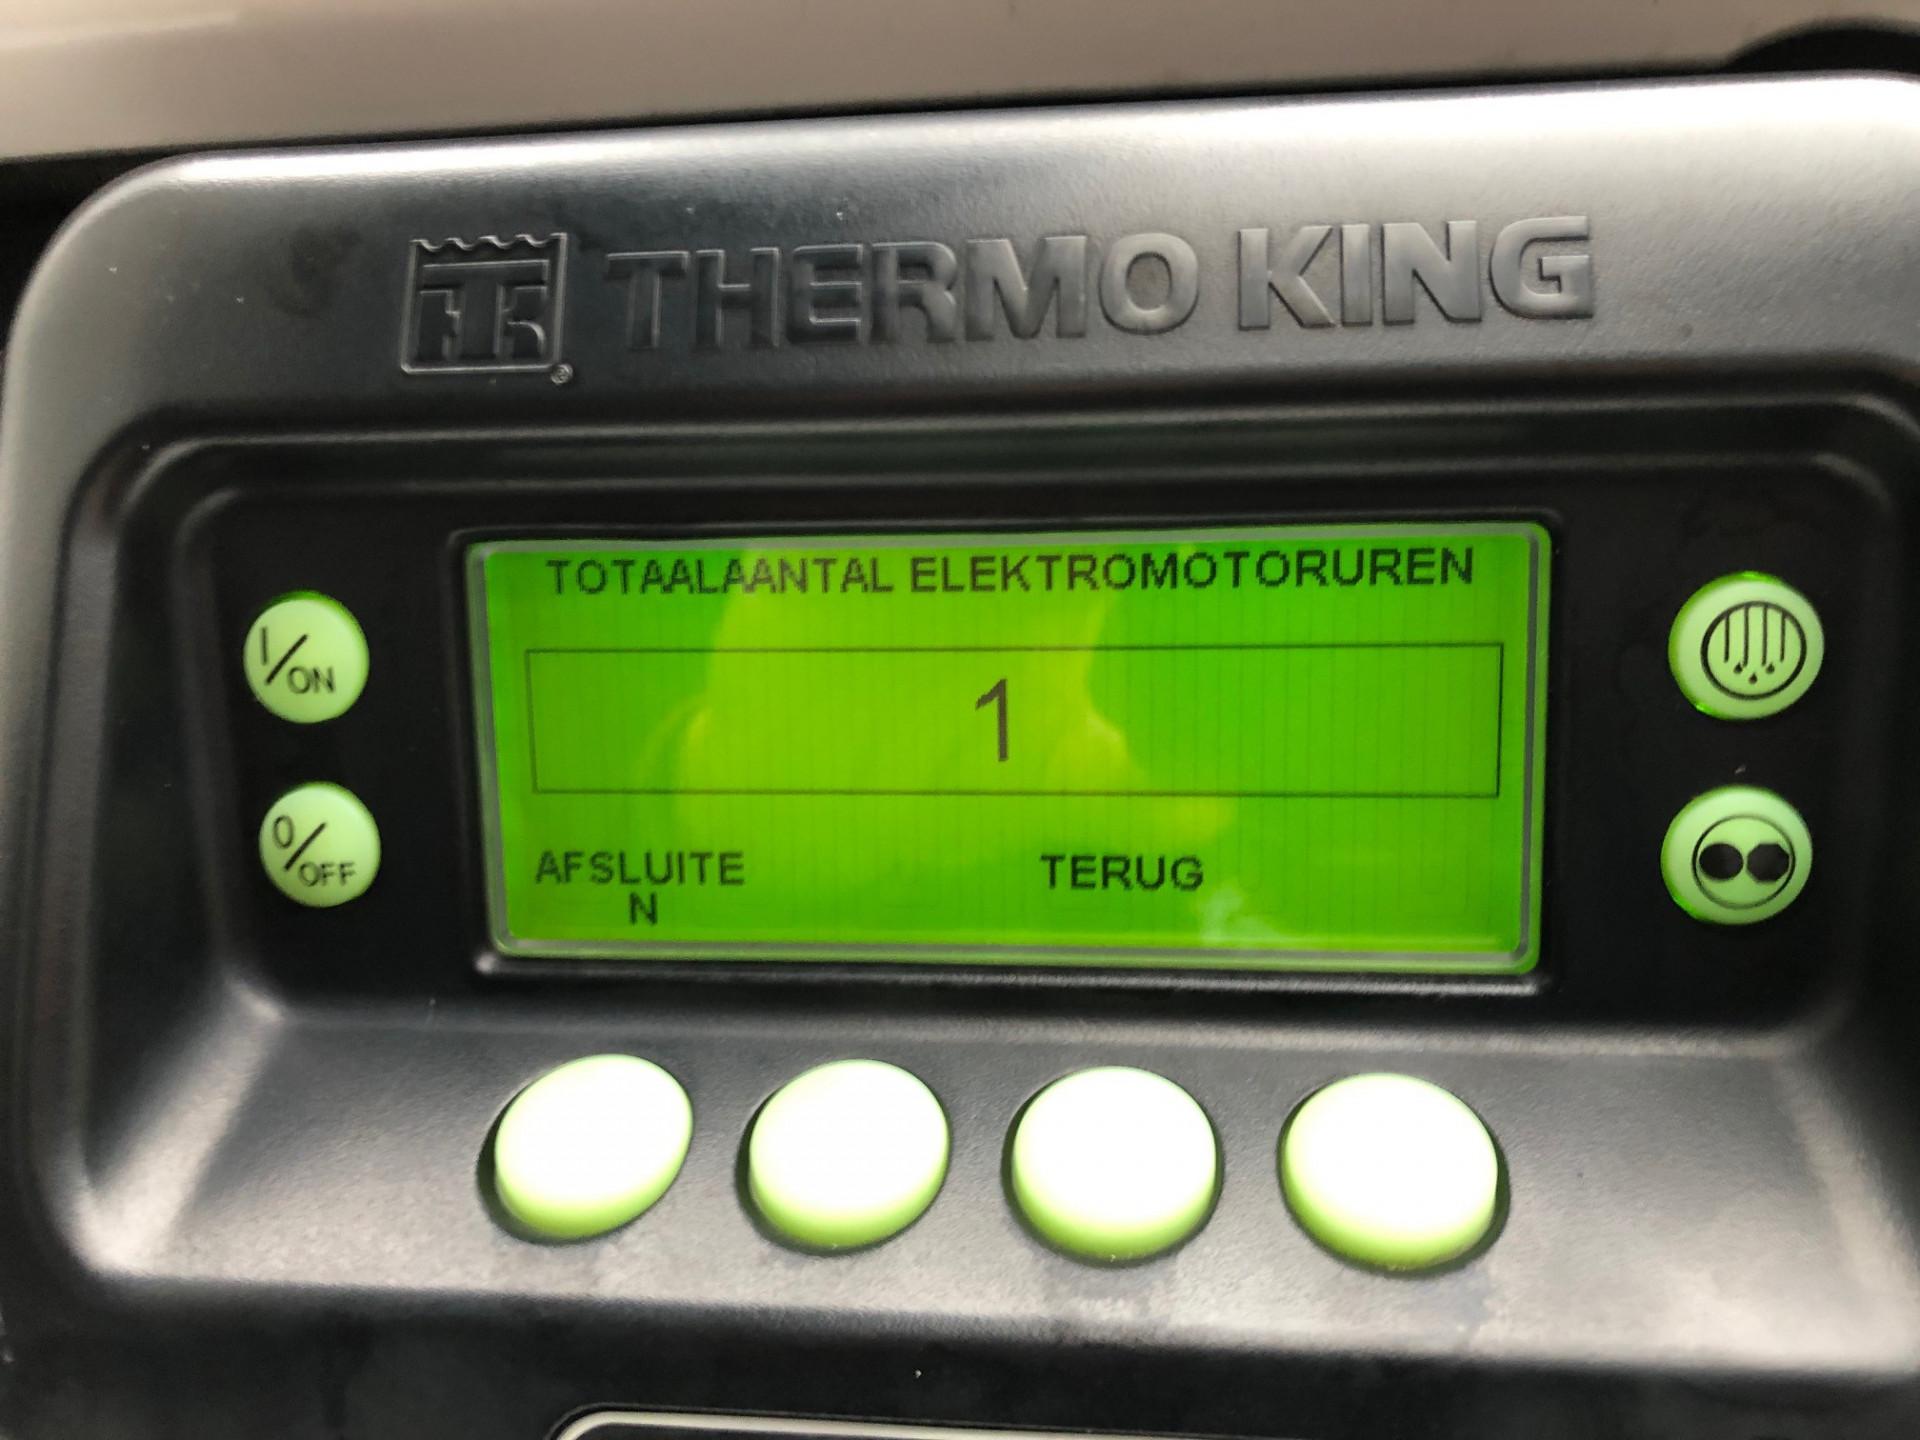 THERMO KING
®
TOTAALAANTAL ELEKTROMOTORUREN
I/ON
1
0/OFF
AFSLUITE
N
TERUG